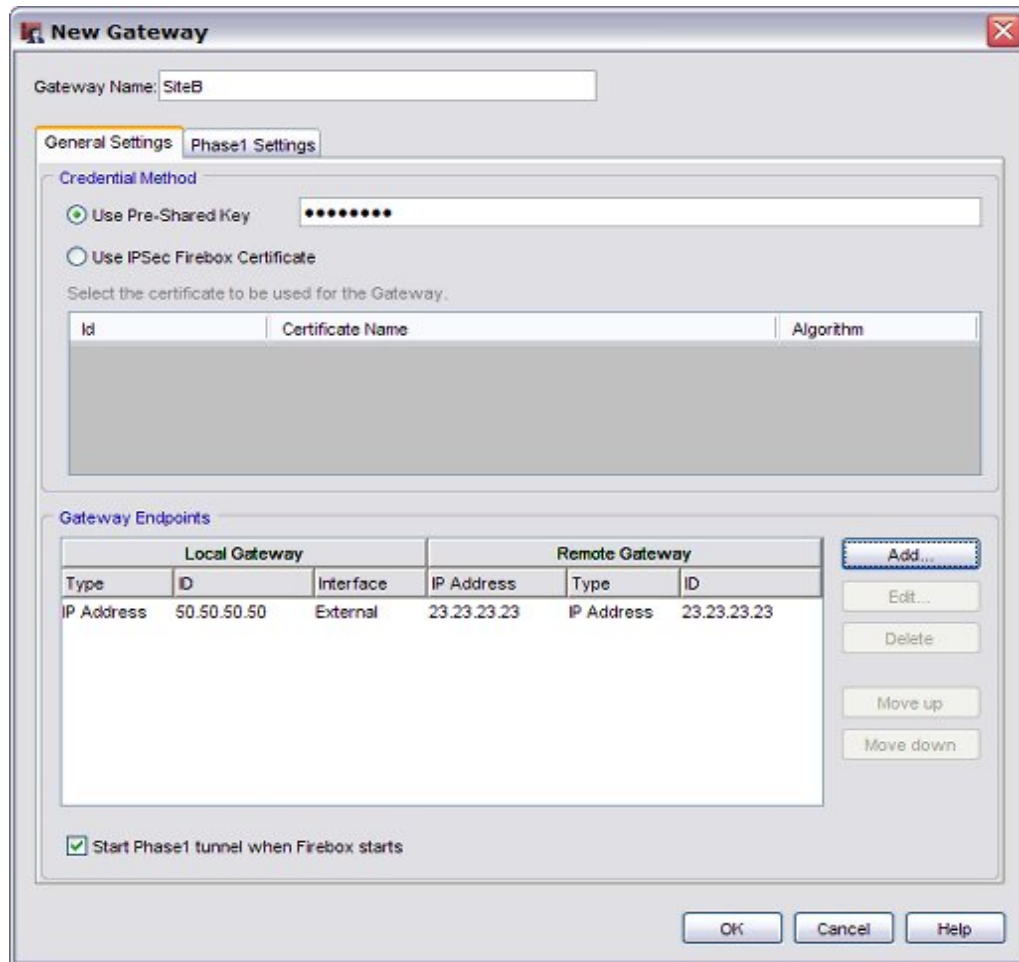 New Gateway
Gateway Name: SiteB
General Settings Phase1 Settings
Credential Method
Use Pre-Shared Key ••••••••
Use IPSec Firebox Certificate
Select the certificate to be used for the Gateway.
Id Certificate Name Algorithm
Gateway Endpoints
Local Gateway Remote Gateway Add...
Type ID Interface IP Address Type ID
Edit...
IP Address 50.50.50.50 External 23.23.23.23 IP Address 23.23.23.23
Delete
Move up
Move down
Start Phase1 tunnel when Firebox starts
OK Cancel Help